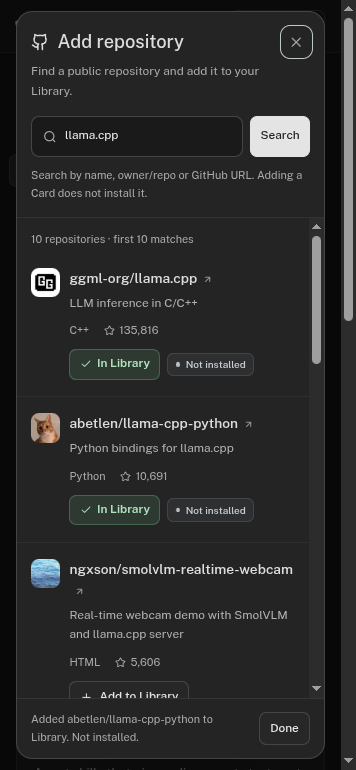 Add repository
Find a public repository and add it to your
Library.
llama.cpp
Search
Search by name, owner/repo or GitHub URL. Adding a
Card does not install it.
10 repositories · first 10 matches
ggml-org/llama.cpp ↗
LLM inference in C/C++
C++ ☆ 135,816
✓ In Library • Not installed
abetlen/llama-cpp-python ↗
Python bindings for llama.cpp
Python ☆ 10,691
✓ In Library • Not installed
ngxson/smolvlm-realtime-webcam
↗
Real-time webcam demo with SmolVLM
and llama.cpp server
HTML ☆ 5,606
+ Add to Library
Added abetlen/llama-cpp-python to
Library. Not installed.
Done